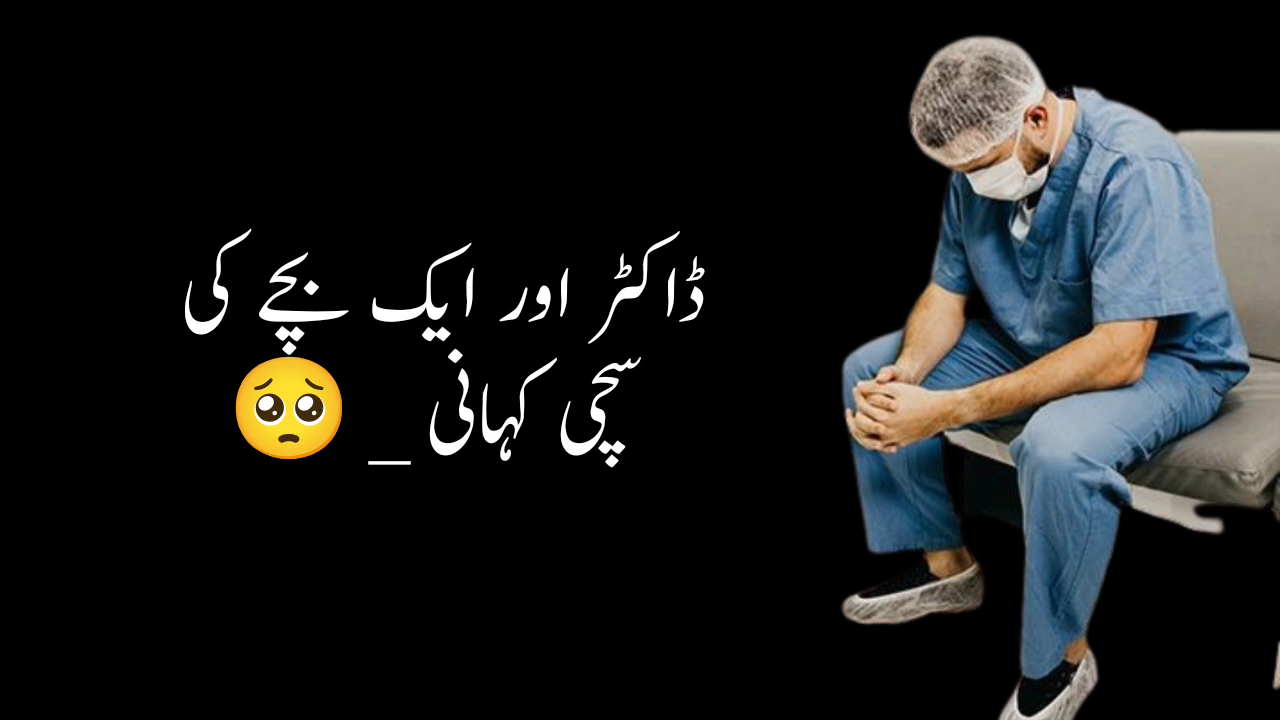 ڈاکٹر اور ایک بچے کی
سچی کہانی _ 🥺